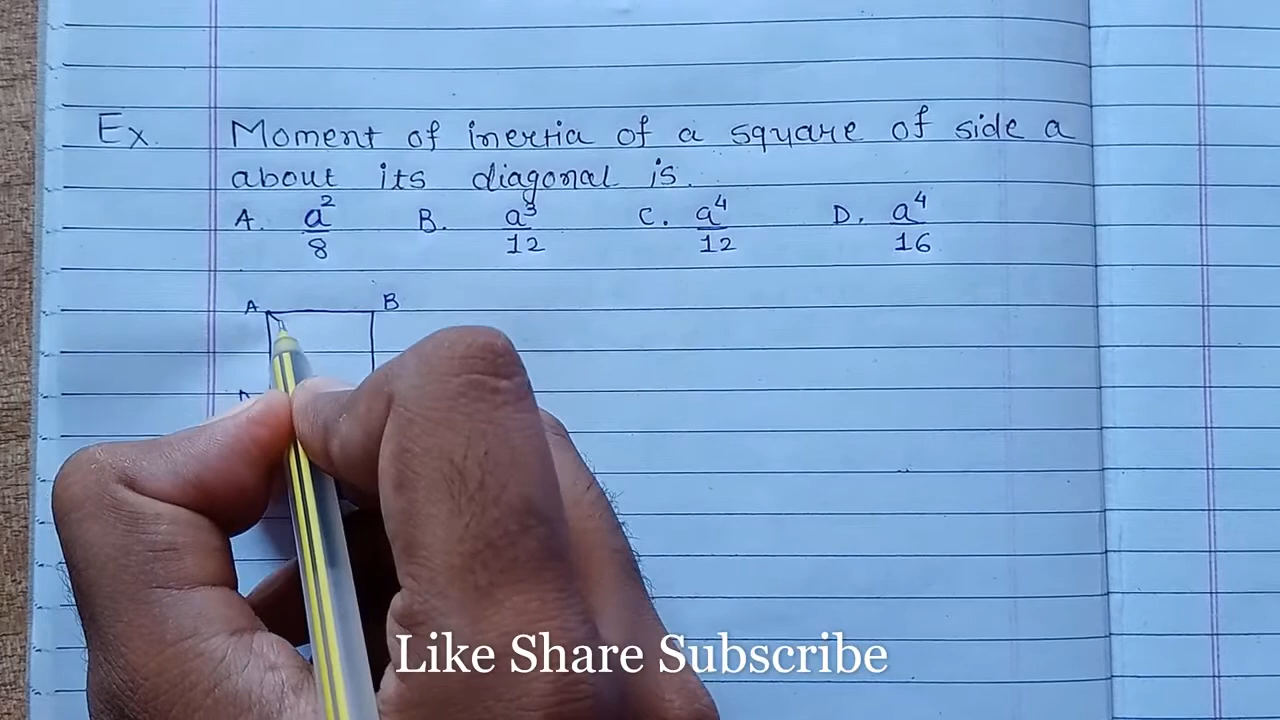 Ex. Moment of inertia of a square of side a
about its diagonal is.
A. a²/8 B. a³/12 C. a⁴/12 D. a⁴/16
A B
Like Share Subscribe